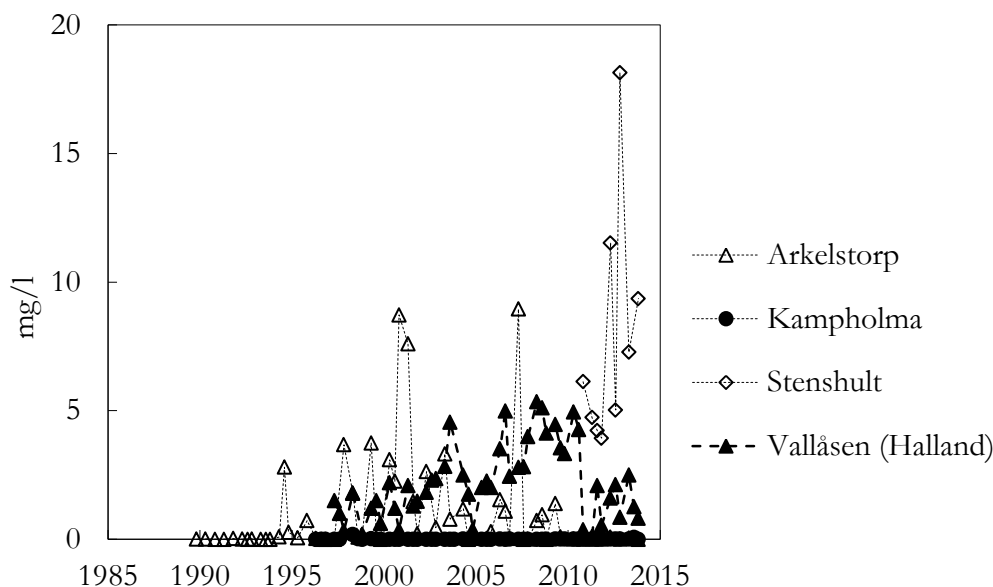 20
15
10
5
0
mg/l
1985 1990 1995 2000 2005 2010 2015
Arkelstorp
Kampholma
Stenshult
Vallåsen (Halland)